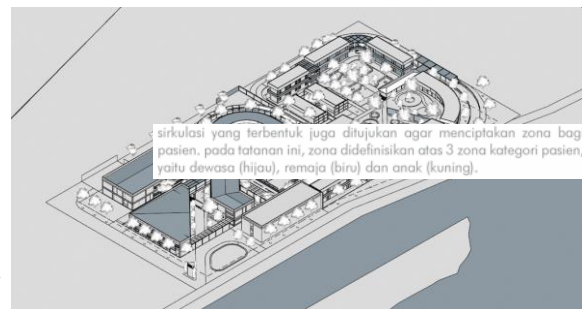 sirkulasi yang terbentuk juga ditujukan agar menciptakan zona bag
pasien. pada tatanan ini, zona didefinisikan atas 3 zona kategori pasien,
yaitu dewasa (hijau), remaja (biru) dan anak (kuning).